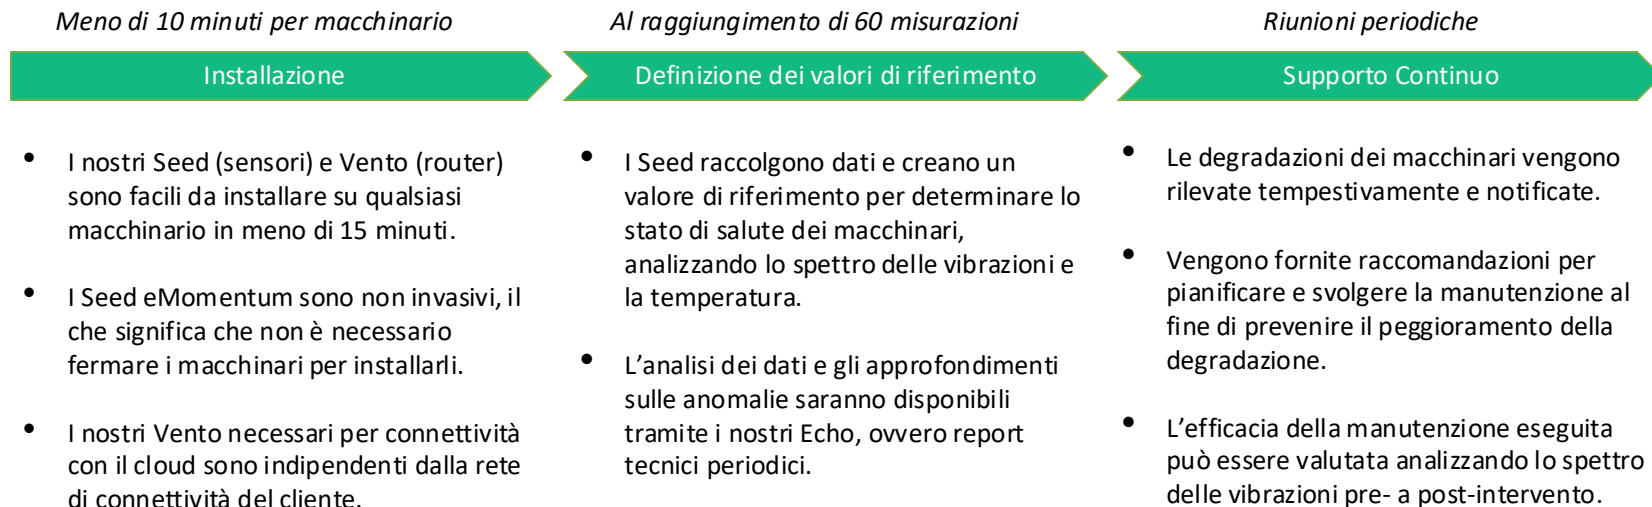 Meno di 10 minuti per macchinario
Installazione
• I nostri Seed (sensori) e Vento (router)
sono facili da installare su qualsiasi
macchinario in meno di 15 minuti.
• I Seed eMomentum sono non invasivi, il
che significa che non è necessario
fermare i macchinari per installarli.
• I nostri Vento necessari per connettività
con il cloud sono indipendenti dalla rete
di connettività del cliente.
Al raggiungimento di 60 misurazioni
Definizione dei valori di riferimento
• I Seed raccolgono dati e creano un
valore di riferimento per determinare lo
stato di salute dei macchinari,
analizzando lo spettro delle vibrazioni e
la temperatura.
• L’analisi dei dati e gli approfondimenti
sulle anomalie saranno disponibili
tramite i nostri Echo, ovvero report
tecnici periodici.
Riunioni periodiche
Supporto Continuo
• Le degradazioni dei macchinari vengono
rilevate tempestivamente e notificate.
• Vengono fornite raccomandazioni per
pianificare e svolgere la manutenzione al
fine di prevenire il peggioramento della
degradazione.
• L’efficacia della manutenzione eseguita
può essere valutata analizzando lo spettro
delle vibrazioni pre- a post-intervento.